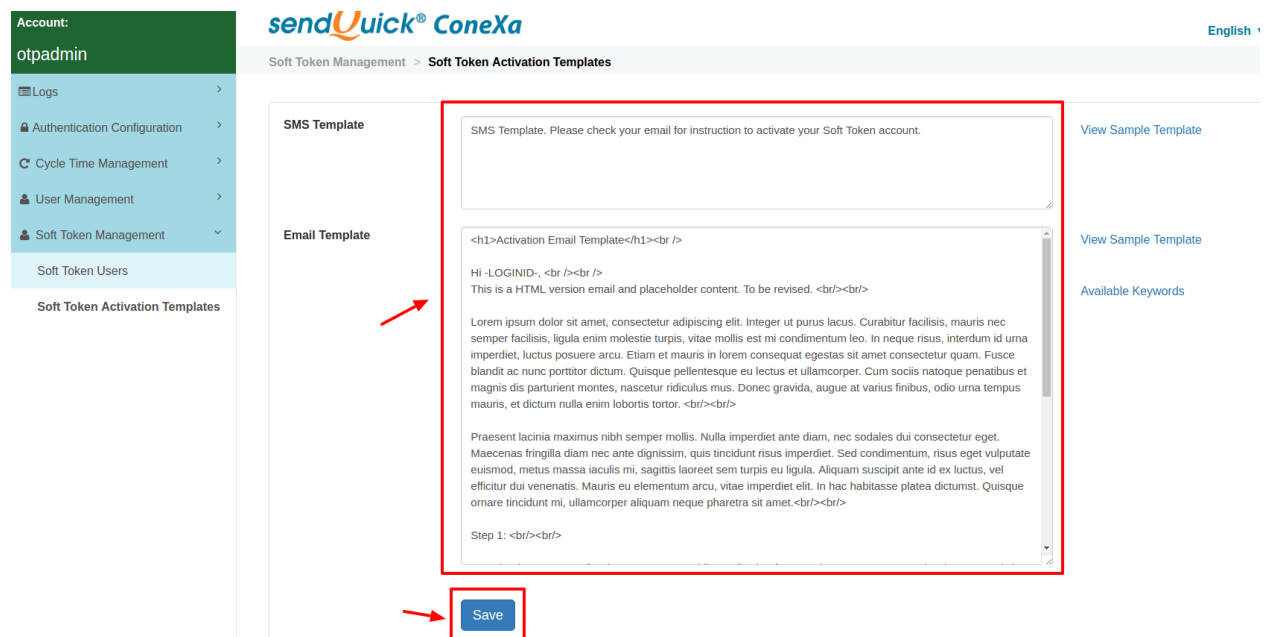 Account:
otpadmin
Logs
Authentication Configuration
Cycle Time Management
User Management
Soft Token Management
Soft Token Users
Soft Token Activation Templates
sendQuick® ConeXa
English
Soft Token Management > Soft Token Activation Templates
SMS Template
SMS Template. Please check your email for instruction to activate your Soft Token account.
View Sample Template
Email Template
<h1>Activation Email Template</h1><br />
Hi -LOGINID-, <br /><br />
This is a HTML version email and placeholder content. To be revised. <br/><br/>
Lorem ipsum dolor sit amet, consectetur adipiscing elit. Integer ut purus lacus. Curabitur facilisis, mauris nec
semper facilisis, ligula enim molestie turpis, vitae mollis est mi condimentum leo. In neque risus, interdum id urna
imperdiet, luctus posuere arcu. Etiam et mauris in lorem consequat egestas sit amet consectetur quam. Fusce
blandit ac nunc porttitor dictum. Quisque pellentesque eu lectus et ullamcorper. Cum sociis natoque penatibus et
magnis dis parturient montes, nascetur ridiculus mus. Donec gravida, augue at varius finibus, odio urna tempus
mauris, et dictum nulla enim lobortis tortor. <br/><br/>
Praesent lacinia maximus nibh semper mollis. Nulla imperdiet ante diam, nec sodales dui consectetur eget.
Maecenas fringilla diam nec ante dignissim, quis tincidunt risus imperdiet. Sed condimentum, risus eget vulputate
euismod, metus massa iaculis mi, sagittis laoreet sem turpis eu ligula. Aliquam suscipit ante id ex luctus, vel
efficitur dui venenatis. Mauris eu elementum arcu, vitae imperdiet elit. In hac habitasse platea dictumst. Quisque
ornare tincidunt mi, ullamcorper aliquam neque pharetra sit amet.<br/><br/>
Step 1: <br/><br/>
View Sample Template
Available Keywords
Save